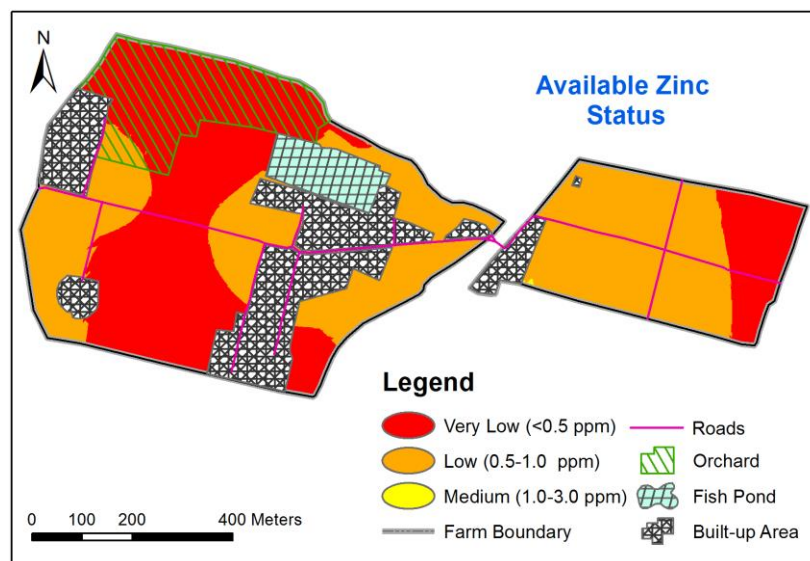 N
Available Zinc
Status
Legend
Very Low (<0.5 ppm)
Low (0.5-1.0 ppm)
Medium (1.0-3.0 ppm)
Farm Boundary
Roads
Orchard
Fish Pond
Built-up Area
0 100 200 400 Meters